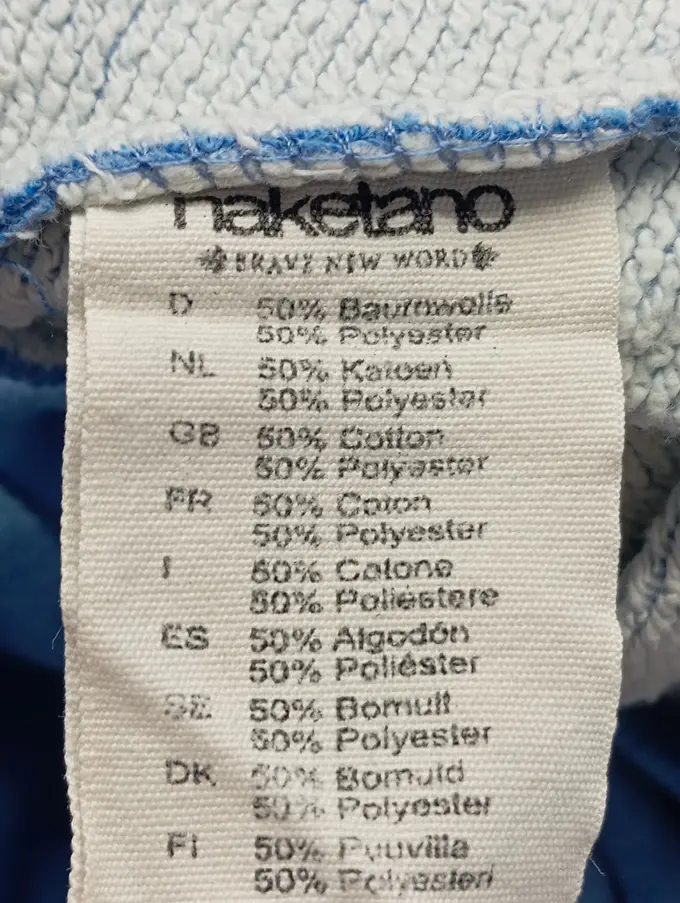 naketano
BRAVE NEW WORD
D 50% Baumwolle
50% Polyester
NL 50% Katoen
50% Polyester
GB 50% Cotton
50% Polyester
FR 50% Coton
50% Polyester
I 50% Cotone
50% Poliéstere
ES 50% Algodón
50% Poliéster
SE 50% Bomull
50% Polyester
DK 50% Bomuld
50% Polyester
FI 50% Puuvilla
50% Polyesteri